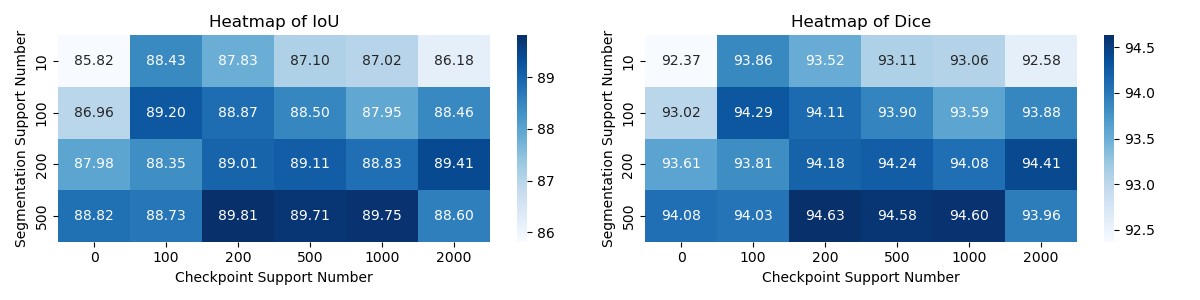 Heatmap of IoU
Segmentation Support Number
10 85.82 88.43 87.83 87.10 87.02 86.18
100 86.96 89.20 88.87 88.50 87.95 88.46
200 87.98 88.35 89.01 89.11 88.83 89.41
500 88.82 88.73 89.81 89.71 89.75 88.60
0 100 200 500 1000 2000
Checkpoint Support Number
89
88
87
86
Heatmap of Dice
Segmentation Support Number
10 92.37 93.86 93.52 93.11 93.06 92.58
100 93.02 94.29 94.11 93.90 93.59 93.88
200 93.61 93.81 94.18 94.24 94.08 94.41
500 94.08 94.03 94.63 94.58 94.60 93.96
0 100 200 500 1000 2000
Checkpoint Support Number
94.5
94.0
93.5
93.0
92.5